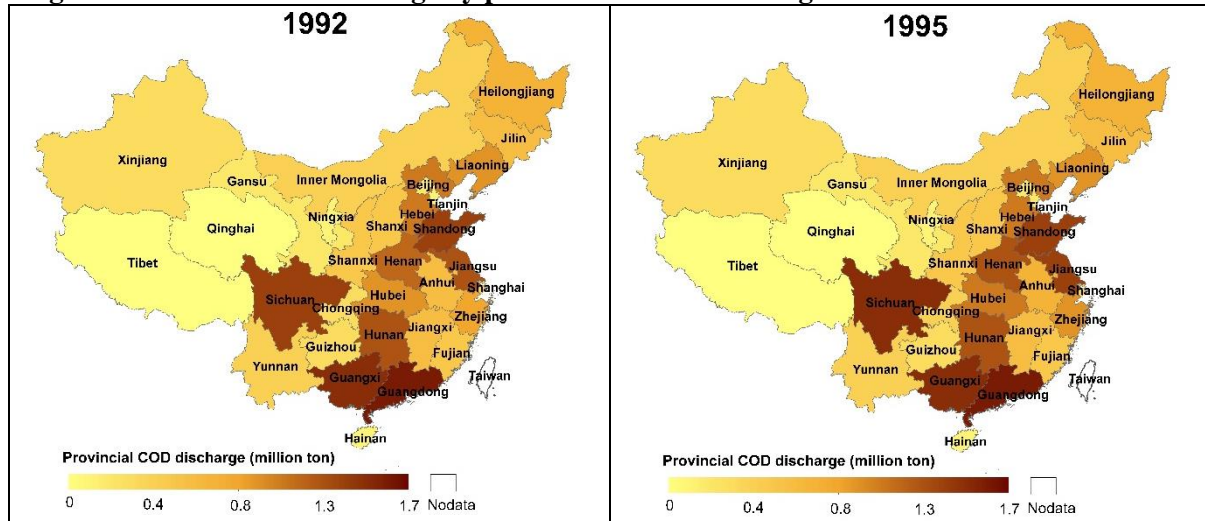 1992
Heilongjiang
Jilin
Xinjiang
Liaoning
Gansu
Inner Mongolia
Beijing
Tianjin
Ningxia
Hebei
Shanxi
Shandong
Qinghai
Tibet
Shannxi
Henan
Jiangsu
Anhui
Shanghai
Sichuan
Hubei
Chongqing
Zhejiang
Hunan
Jiangxi
Guizhou
Fujian
Yunnan
Taiwan
Guangxi
Guangdong
Hainan
Provincial COD discharge (million ton)
0 0.4 0.8 1.3 1.7 Nodata
1995
Heilongjiang
Jilin
Xinjiang
Liaoning
Gansu
Inner Mongolia
Beijing
Tianjin
Ningxia
Hebei
Shanxi
Shandong
Qinghai
Tibet
Shannxi
Henan
Jiangsu
Anhui
Shanghai
Sichuan
Hubei
Chongqing
Zhejiang
Hunan
Jiangxi
Guizhou
Fujian
Yunnan
Taiwan
Guangxi
Guangdong
Hainan
Provincial COD discharge (million ton)
0 0.4 0.8 1.3 1.7 Nodata